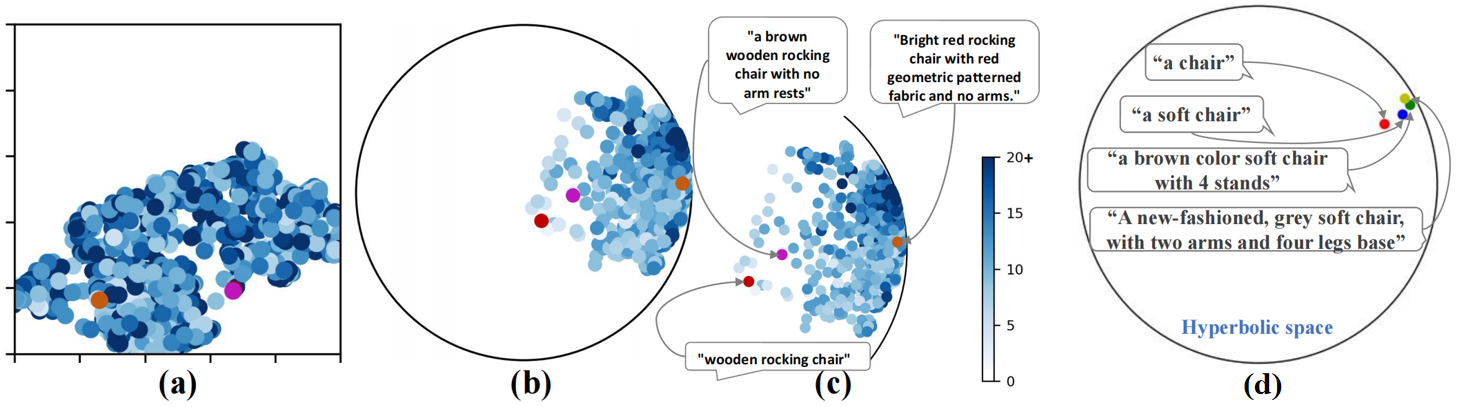 "a brown
wooden rocking
chair with no
arm rests"
"Bright red rocking
chair with red
geometric patterned
fabric and no arms."
"wooden rocking chair"
20+
15
10
5
0
“a chair”
“a soft chair”
“a brown color soft chair
with 4 stands”
“A new-fashioned, grey soft chair,
with two arms and four legs base”
Hyperbolic space
(a)
(b)
(c)
(d)